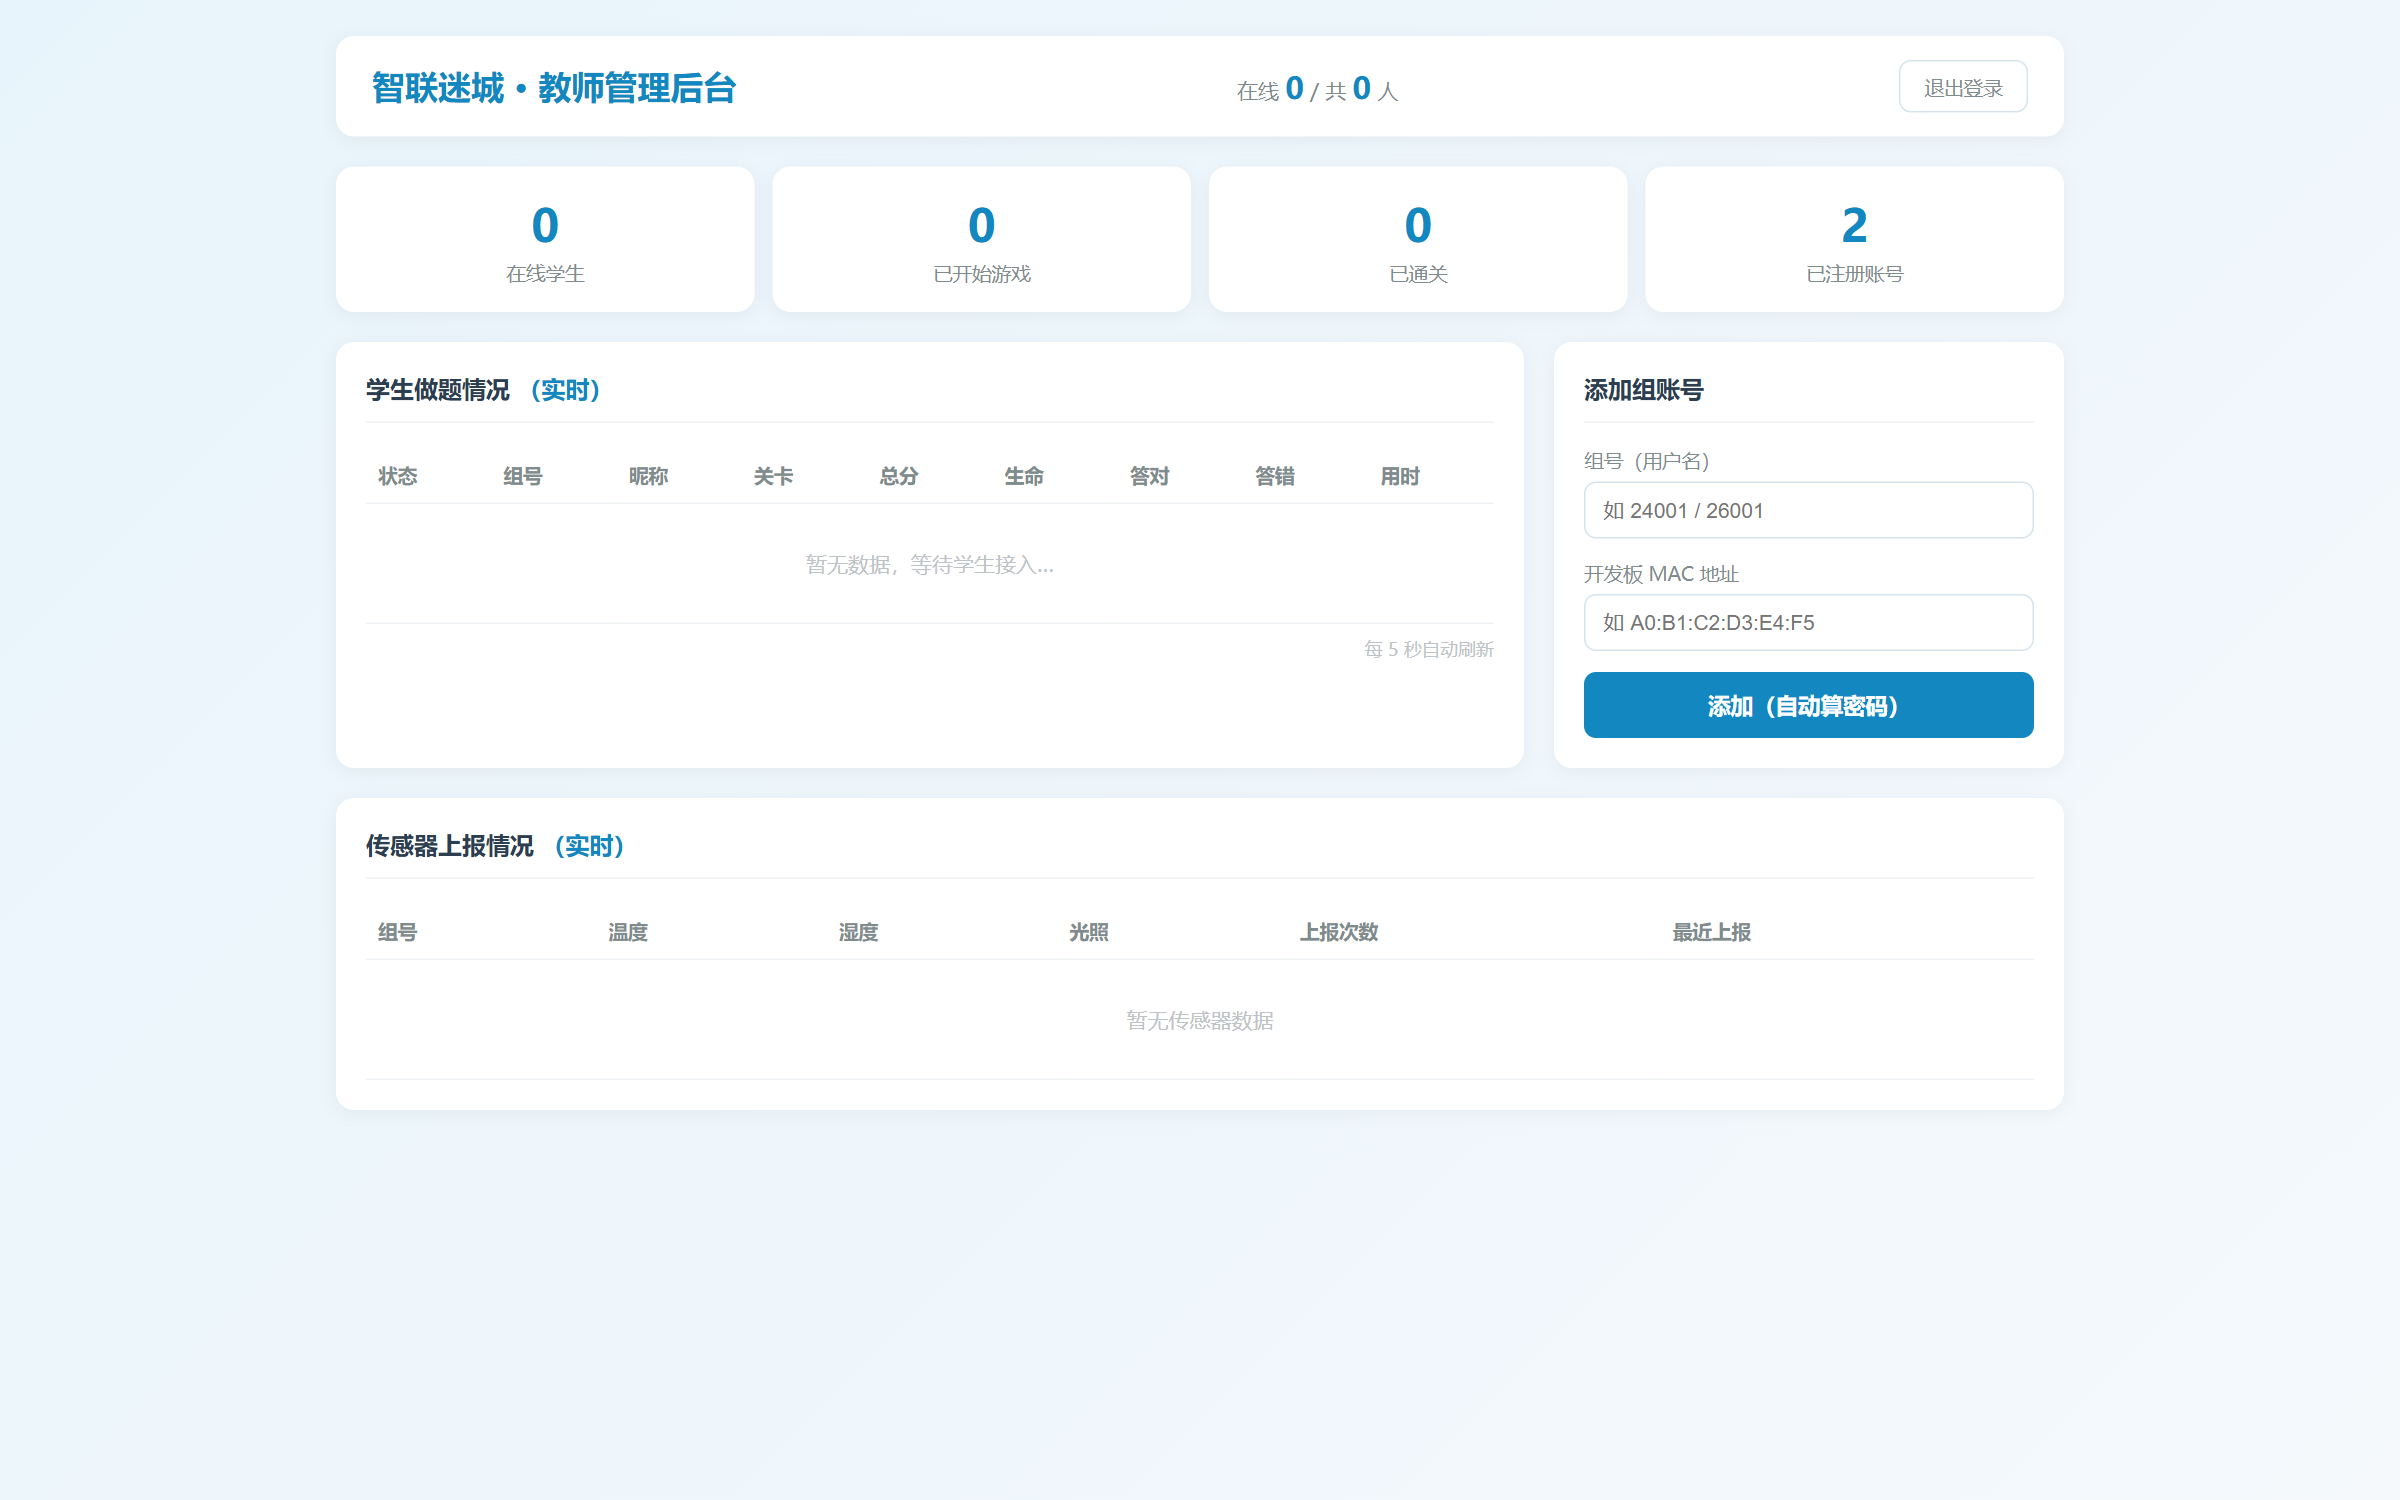 智联迷城 · 教师管理后台
在线 0 / 共 0 人
退出登录
0
在线学生
0
已开始游戏
0
已通关
2
已注册账号
学生做题情况 （实时）
状态 组号 昵称 关卡 总分 生命 答对 答错 用时
暂无数据，等待学生接入...
每 5 秒自动刷新
添加组账号
组号（用户名）
如 24001 / 26001
开发板 MAC 地址
如 A0:B1:C2:D3:E4:F5
添加（自动算密码）
传感器上报情况 （实时）
组号 温度 湿度 光照 上报次数 最近上报
暂无传感器数据